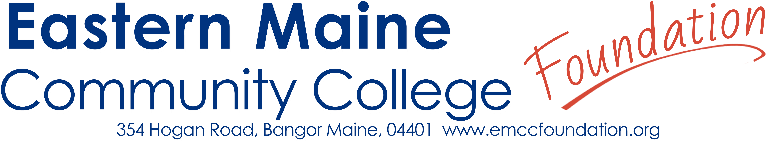 Eastern Maine
Community College Foundation
354 Hogan Road, Bangor Maine, 04401 www.emccfoundation.org